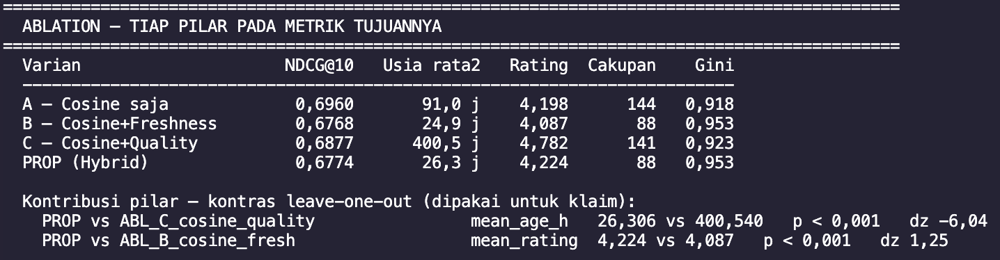 ================================================================================
ABLATION — TIAP PILAR PADA METRIK TUJUANNYA
================================================================================
Varian NDCG@10 Usia rata2 Rating Cakupan Gini
--------------------------------------------------------------------------
A — Cosine saja 0,6960 91,0 j 4,198 144 0,918
B — Cosine+Freshness 0,6768 24,9 j 4,087 88 0,953
C — Cosine+Quality 0,6877 400,5 j 4,782 141 0,923
PROP (Hybrid) 0,6774 26,3 j 4,224 88 0,953
Kontribusi pilar — kontras leave-one-out (dipakai untuk klaim):
PROP vs ABL_C_cosine_quality mean_age_h 26,306 vs 400,540 p < 0,001 dz -6,04
PROP vs ABL_B_cosine_fresh mean_rating 4,224 vs 4,087 p < 0,001 dz 1,25